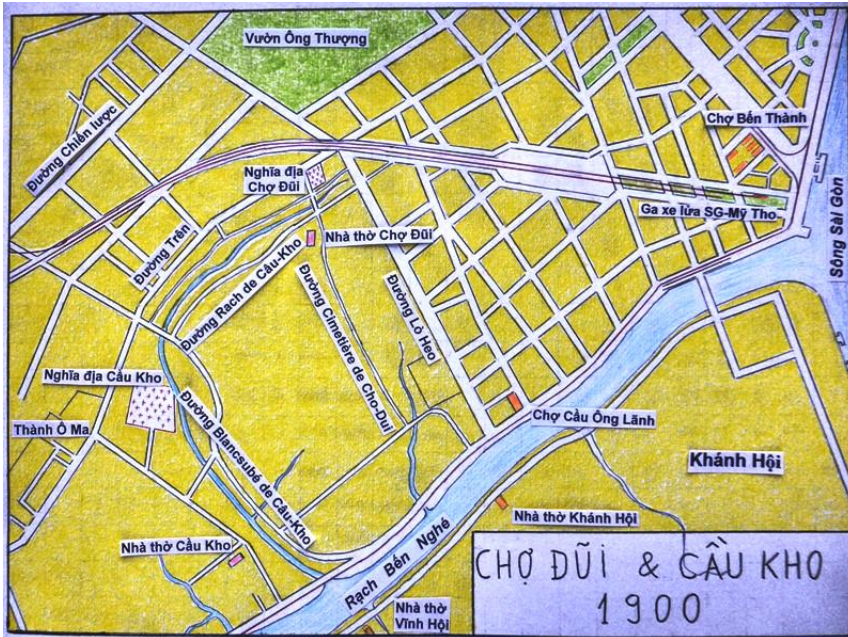 Vườn Ông Thượng
Đường Chiến lược
Chợ Bến Thành
Nghĩa địa
Chợ Đũi
Ga xe lửa SG-Mỹ Tho
Nhà thờ Chợ Đũi
Sông Sài Gòn
Đường Trên
Đường Rach de Câu-Kho
Đường Cimetière de Cho-Dui
Đường Lò Heo
Nghĩa địa Cầu Kho
Thành Ô Ma
Đường Blancsubé de Câu-Kho
Chợ Cầu Ông Lãnh
Khánh Hội
Nhà thờ Khánh Hội
Nhà thờ Cầu Kho
Rạch Bến Nghé
Nhà thờ
Vĩnh Hội
CHỢ ĐŨI & CẦU KHO
1900